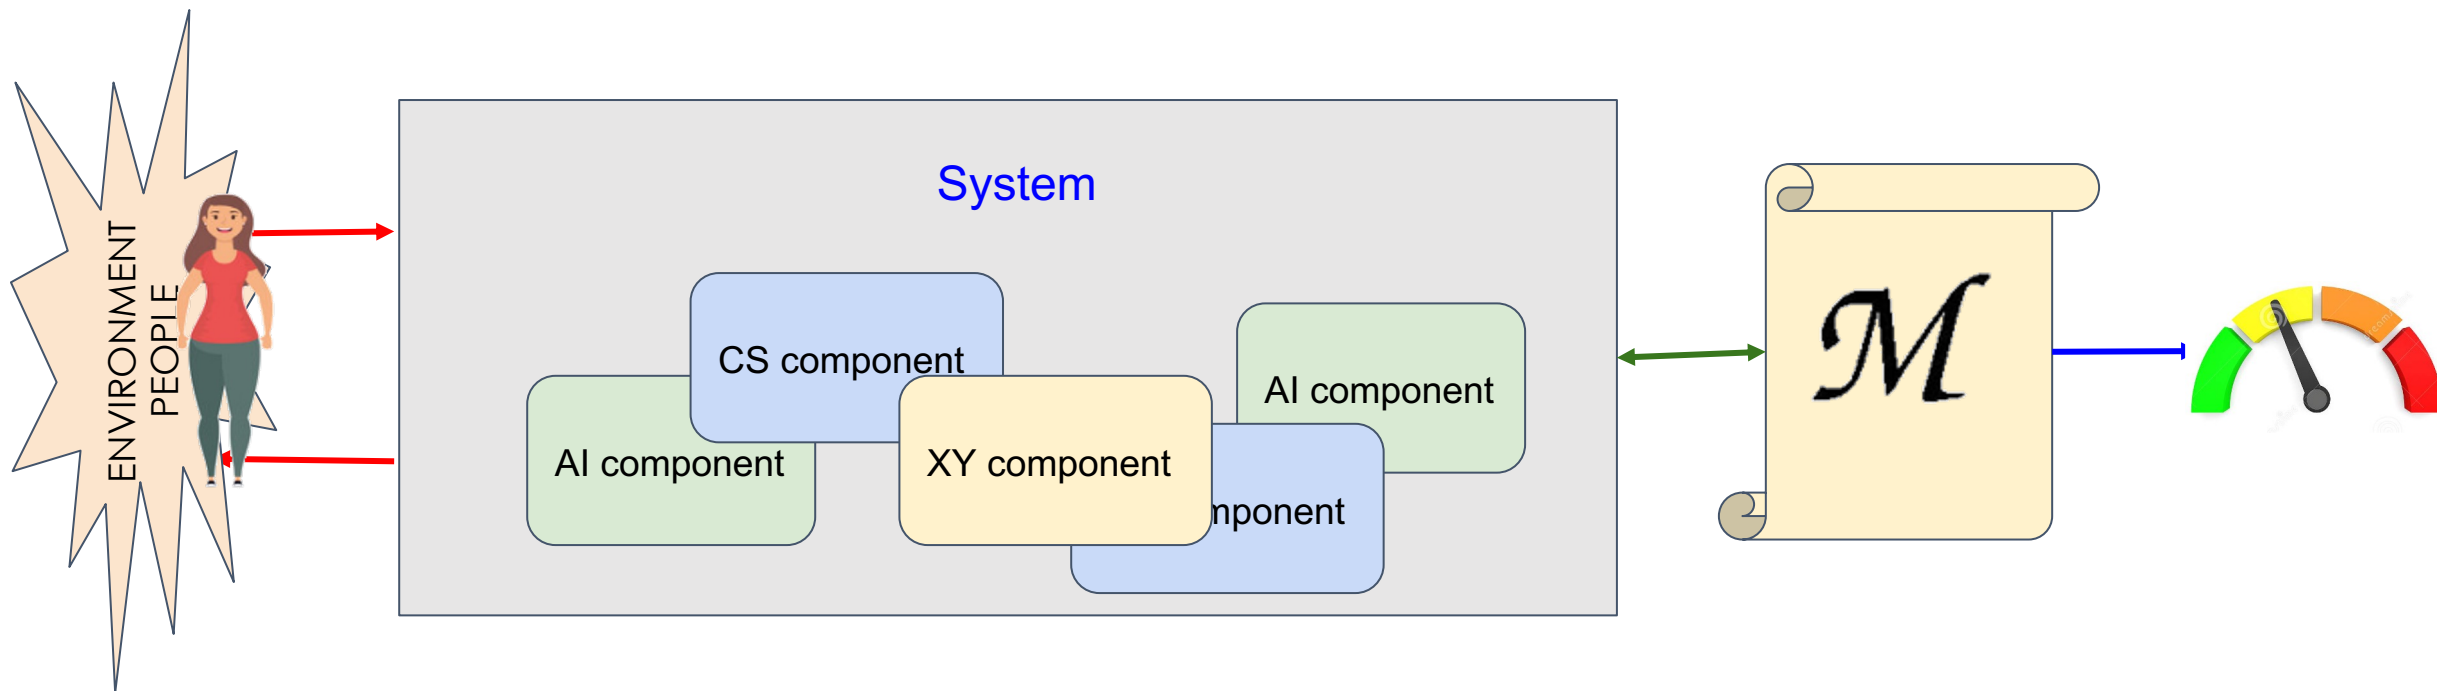 ENVIRONMENT
PEOPLE
System
CS component
AI component
AI component
XY component
mponent
M